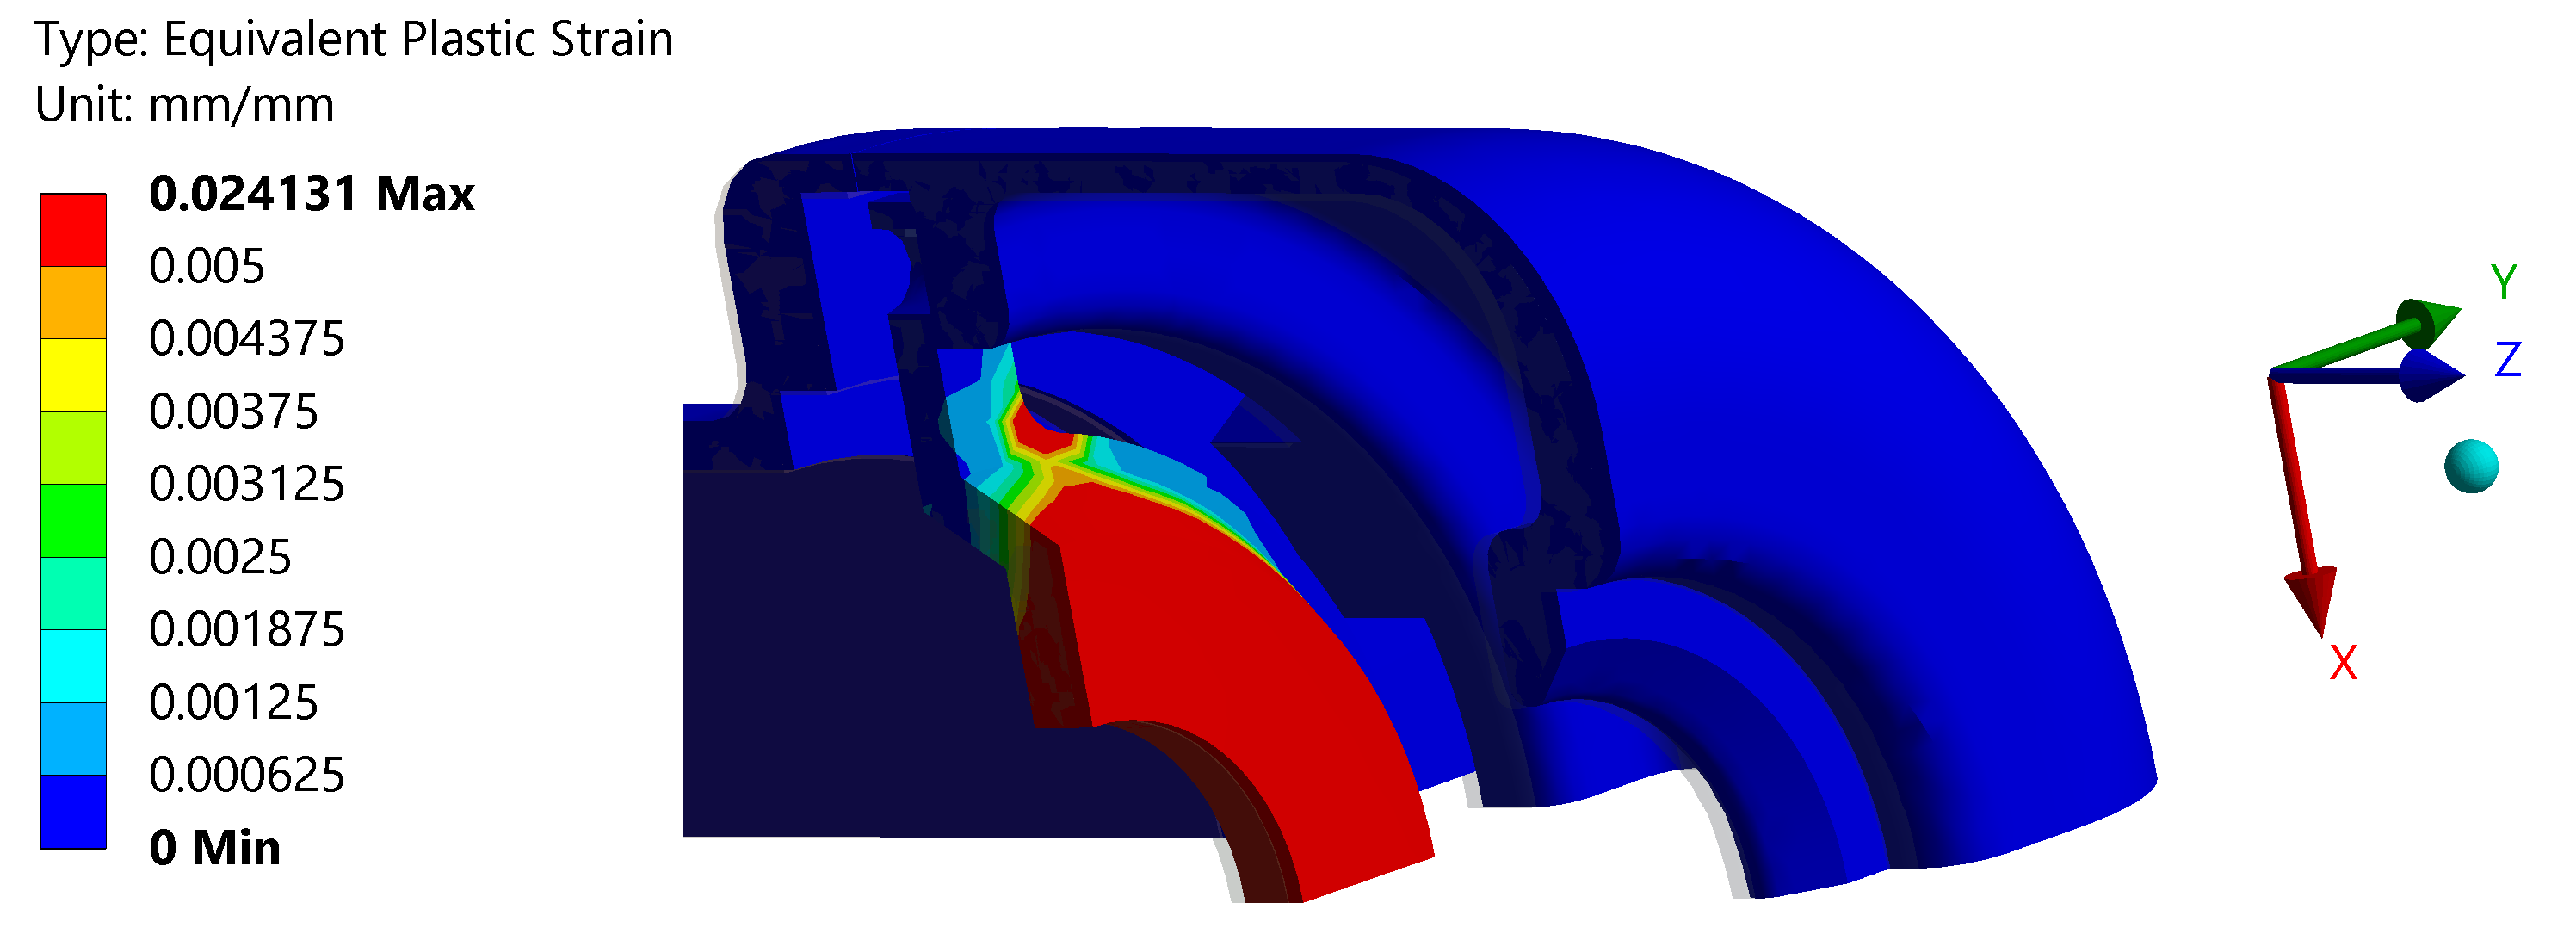 Type: Equivalent Plastic Strain
Unit: mm/mm
0.024131 Max
0.005
0.004375
0.00375
0.003125
0.0025
0.001875
0.00125
0.000625
0 Min
Y
Z
X